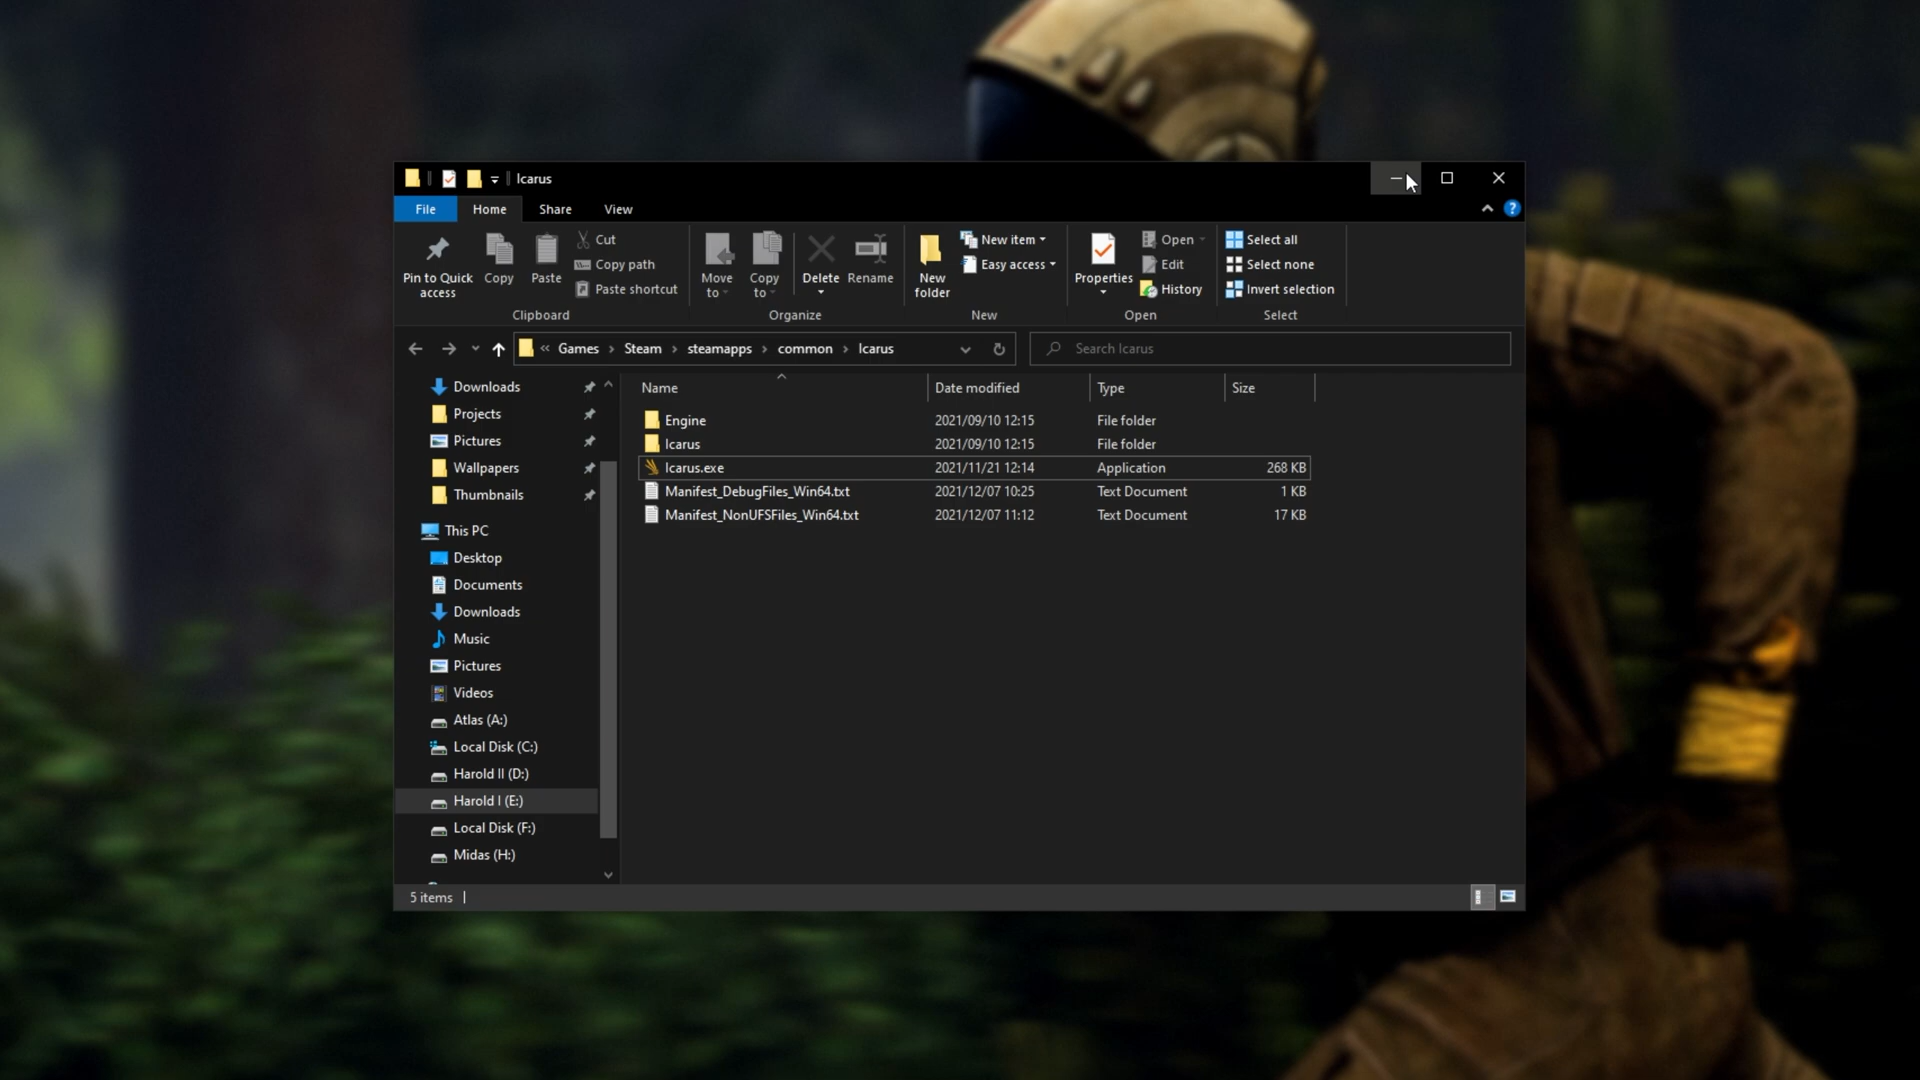 Icarus
File Home Share View
Pin to Quick access
Copy
Paste
Cut
Copy path
Paste shortcut
Clipboard
Move to
Copy to
Delete
Rename
Organize
New folder
New item
Easy access
New
Properties
Open
Edit
History
Open
Select all
Select none
Invert selection
Select
« Games › Steam › steamapps › common › Icarus
Search Icarus
Downloads
Projects
Pictures
Wallpapers
Thumbnails
This PC
Desktop
Documents
Downloads
Music
Pictures
Videos
Atlas (A:)
Local Disk (C:)
Harold II (D:)
Harold I (E:)
Local Disk (F:)
Midas (H:)
Name Date modified Type Size
Engine 2021/09/10 12:15 File folder
Icarus 2021/09/10 12:15 File folder
Icarus.exe 2021/11/21 12:14 Application 268 KB
Manifest_DebugFiles_Win64.txt 2021/12/07 10:25 Text Document 1 KB
Manifest_NonUFSFiles_Win64.txt 2021/12/07 11:12 Text Document 17 KB
5 items